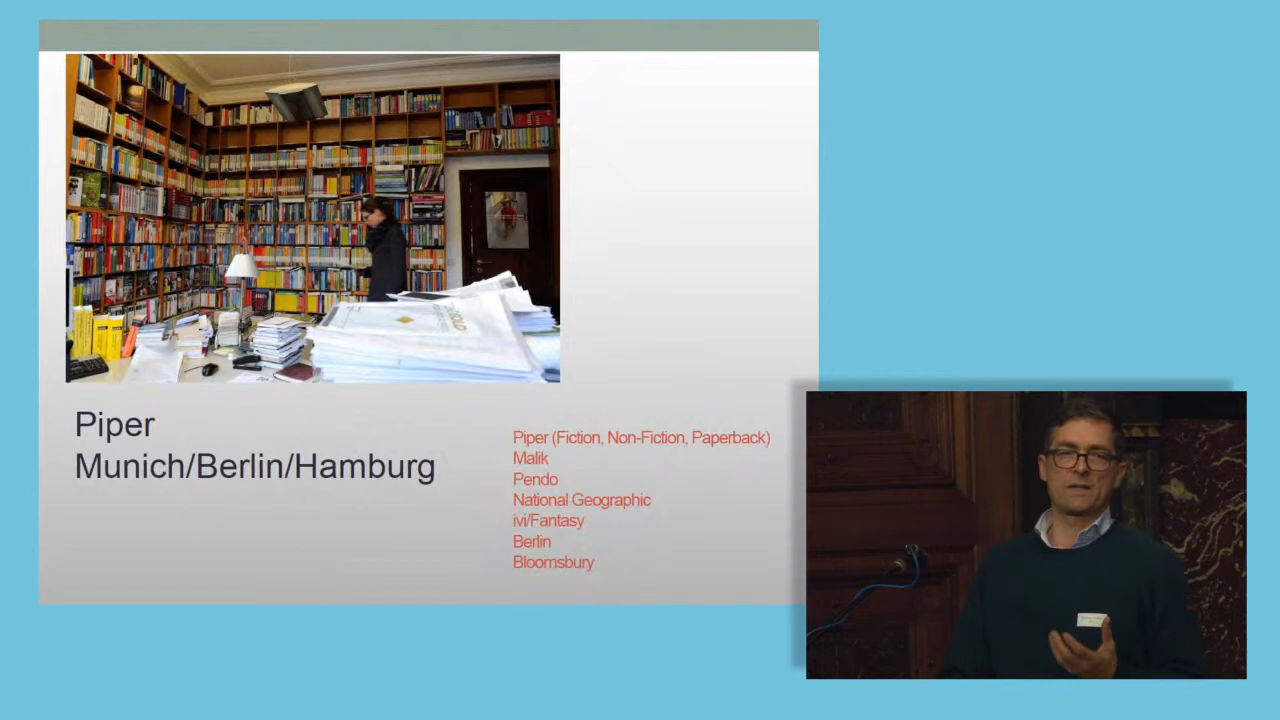 Piper
Munich/Berlin/Hamburg
Piper (Fiction, Non-Fiction, Paperback)
Malik
Pendo
National Geographic
ivi/Fantasy
Berlin
Bloomsbury